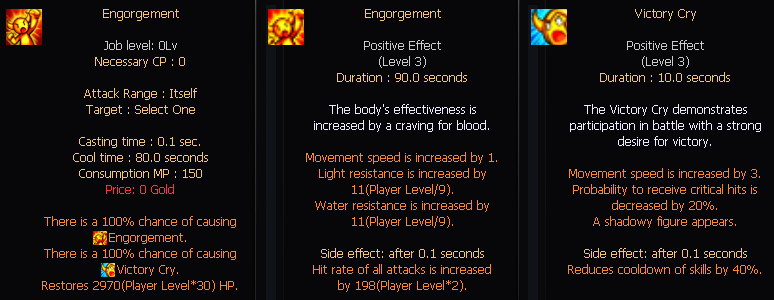 Engorgement
Job level: 0Lv
Necessary CP : 0
Attack Range : Itself
Target : Select One
Casting time : 0.1 sec.
Cool time : 80.0 seconds
Consumption MP : 150
Price: 0 Gold
There is a 100% chance of causing
Engorgement.
There is a 100% chance of causing
Victory Cry.
Restores 2970(Player Level*30) HP.
Engorgement
Positive Effect
(Level 3)
Duration : 90.0 seconds
The body's effectiveness is
increased by a craving for blood.
Movement speed is increased by 1.
Light resistance is increased by
11(Player Level/9).
Water resistance is increased by
11(Player Level/9).
Side effect: after 0.1 seconds
Hit rate of all attacks is increased
by 198(Player Level*2).
Victory Cry
Positive Effect
(Level 3)
Duration : 10.0 seconds
The Victory Cry demonstrates
participation in battle with a strong
desire for victory.
Movement speed is increased by 3.
Probability to receive critical hits is
decreased by 20%.
A shadowy figure appears.
Side effect: after 0.1 seconds
Reduces cooldown of skills by 40%.